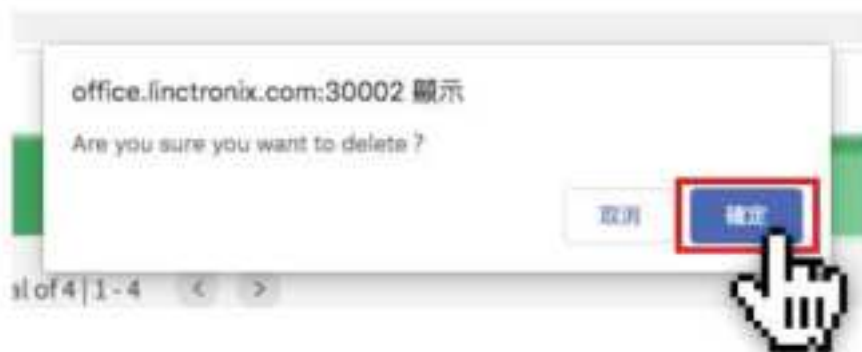 office.linctronix.com:30002 顯示
Are you sure you want to delete ?
取消 確定
al of 4 | 1 - 4 < >